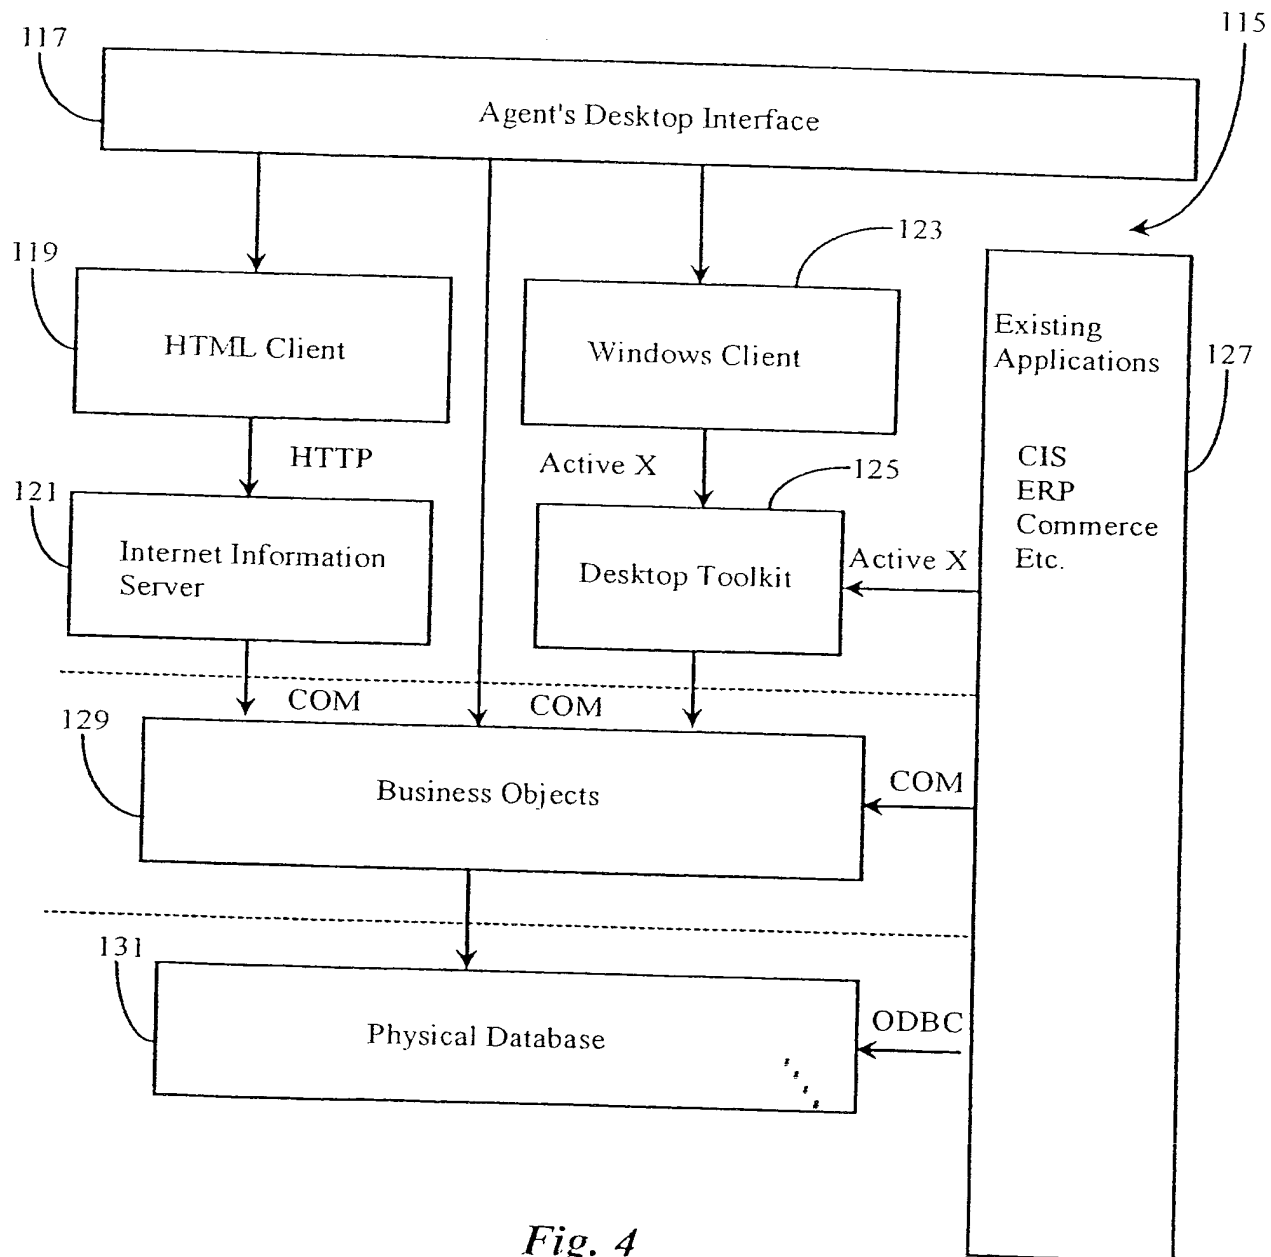 115
117
Agent's Desktop Interface
123
119
HTML Client
Windows Client
Existing
Applications
127
HTTP
Active X
125
CIS
ERP
Commerce
Etc.
121
Internet Information
Server
Desktop Toolkit
Active X
COM
COM
129
Business Objects
COM
131
Physical Database
ODBC
Fig. 4